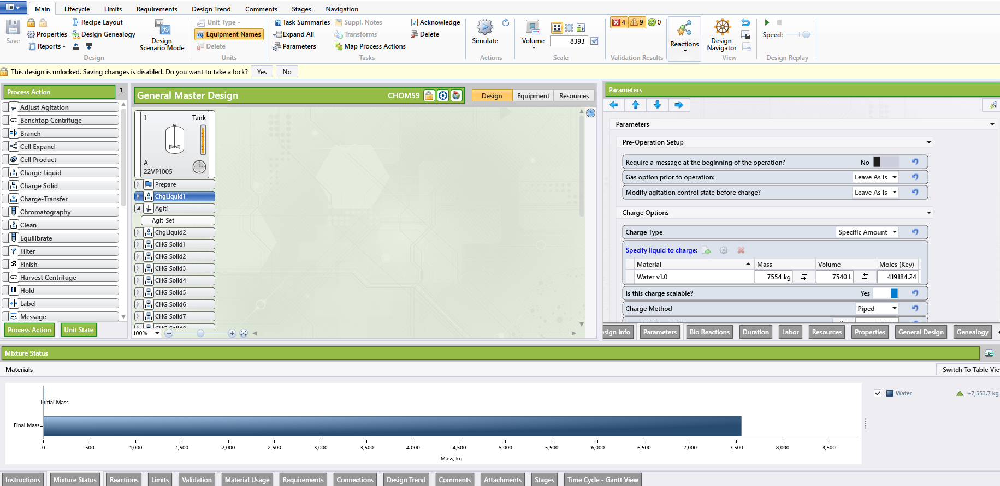 Main Lifecycle Limits Requirements Design Trend Comments Stages Navigation
Save
Properties
Reports
Recipe Layout
Design Genealogy
Design Scenario Mode
Design
Unit Type
Equipment Names
Delete
Units
Task Summaries
Expand All
Parameters
Suppl. Notes
Transforms
Map Process Actions
Acknowledge
Delete
Tasks
Simulate
Actions
Volume
8393
Scale
4 9 0
Validation Results
Reactions
Design Navigator
View
Speed:
Design Replay
This design is unlocked. Saving changes is disabled. Do you want to take a lock? Yes No
Process Action
Adjust Agitation
Benchtop Centrifuge
Branch
Cell Expand
Cell Product
Charge Liquid
Charge Solid
Charge-Transfer
Chromatography
Clean
Equilibrate
Filter
Finish
Harvest Centrifuge
Hold
Label
Message
Process Action Unit State
General Master Design CHOM59
Design Equipment Resources
1 Tank
A
22VP1005
Prepare
ChgLiquid1
Agit1
Agit-Set
ChgLiquid2
CHG Solid1
CHG Solid2
CHG Solid3
CHG Solid4
CHG Solid5
CHG Solid6
CHG Solid7
CHG Solid8
100%
Parameters
Parameters
Pre-Operation Setup
Require a message at the beginning of the operation? No
Gas option prior to operation: Leave As Is
Modify agitation control state before charge? Leave As Is
Charge Options
Charge Type Specific Amount
Specify liquid to charge:
Material Mass Volume Moles (Key)
Water v1.0 7554 kg 7540 L 419184.24
Is this charge scalable? Yes
Charge Method Piped
esign Info Parameters Bio Reactions Duration Labor Resources Properties General Design Genealogy
Mixture Status
XLSX
Materials
Switch To Table Vie
Initial Mass
Final Mass
0 500 1,000 1,500 2,000 2,500 3,000 3,500 4,000 4,500 5,000 5,500 6,000 6,500 7,000 7,500 8,000 8,500
Mass, kg
Water +7,553.7 kg
Instructions Mixture Status Reactions Limits Validation Material Usage Requirements Connections Design Trend Comments Attachments Stages Time Cycle - Gantt View